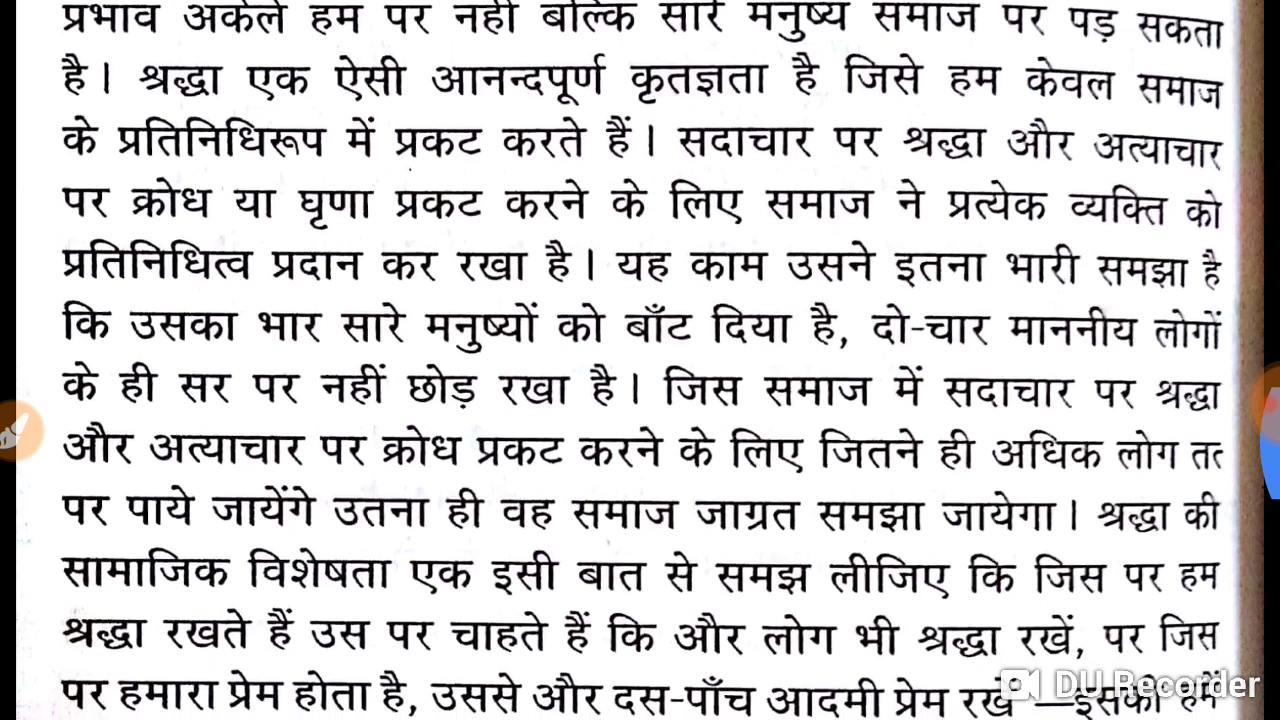 प्रभाव अकेले हम पर नहीं बल्कि सारे मनुष्य समाज पर पड़ सकता
है। श्रद्धा एक ऐसी आनन्दपूर्ण कृतज्ञता है जिसे हम केवल समाज
के प्रतिनिधिरूप में प्रकट करते हैं। सदाचार पर श्रद्धा और अत्याचार
पर क्रोध या घृणा प्रकट करने के लिए समाज ने प्रत्येक व्यक्ति को
प्रतिनिधित्व प्रदान कर रखा है। यह काम उसने इतना भारी समझा है
कि उसका भार सारे मनुष्यों को बाँट दिया है, दो-चार माननीय लोगों
के ही सर पर नहीं छोड़ रखा है। जिस समाज में सदाचार पर श्रद्धा
और अत्याचार पर क्रोध प्रकट करने के लिए जितने ही अधिक लोग तत्
पर पाये जायेंगे उतना ही वह समाज जाग्रत समझा जायेगा। श्रद्धा की
सामाजिक विशेषता एक इसी बात से समझ लीजिए कि जिस पर हम
श्रद्धा रखते हैं उस पर चाहते हैं कि और लोग भी श्रद्धा रखें, पर जिस
पर हमारा प्रेम होता है, उससे और दस-पाँच आदमी प्रेम रखें—इसकी हमें
DU Recorder